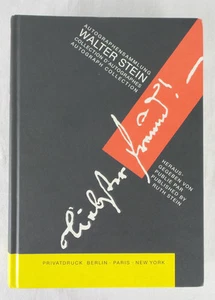 AUTOGRAPHENSAMMLUNG
WALTER STEIN
COLLECTION D'AUTOGRAPHES
AUTOGRAPH COLLECTION
HERAUS-
GEGEBEN VON
PUBLIE PAR
PUBLISHED BY
RUTH STEIN
PRIVATDRUCK BERLIN · PARIS · NEW YORK